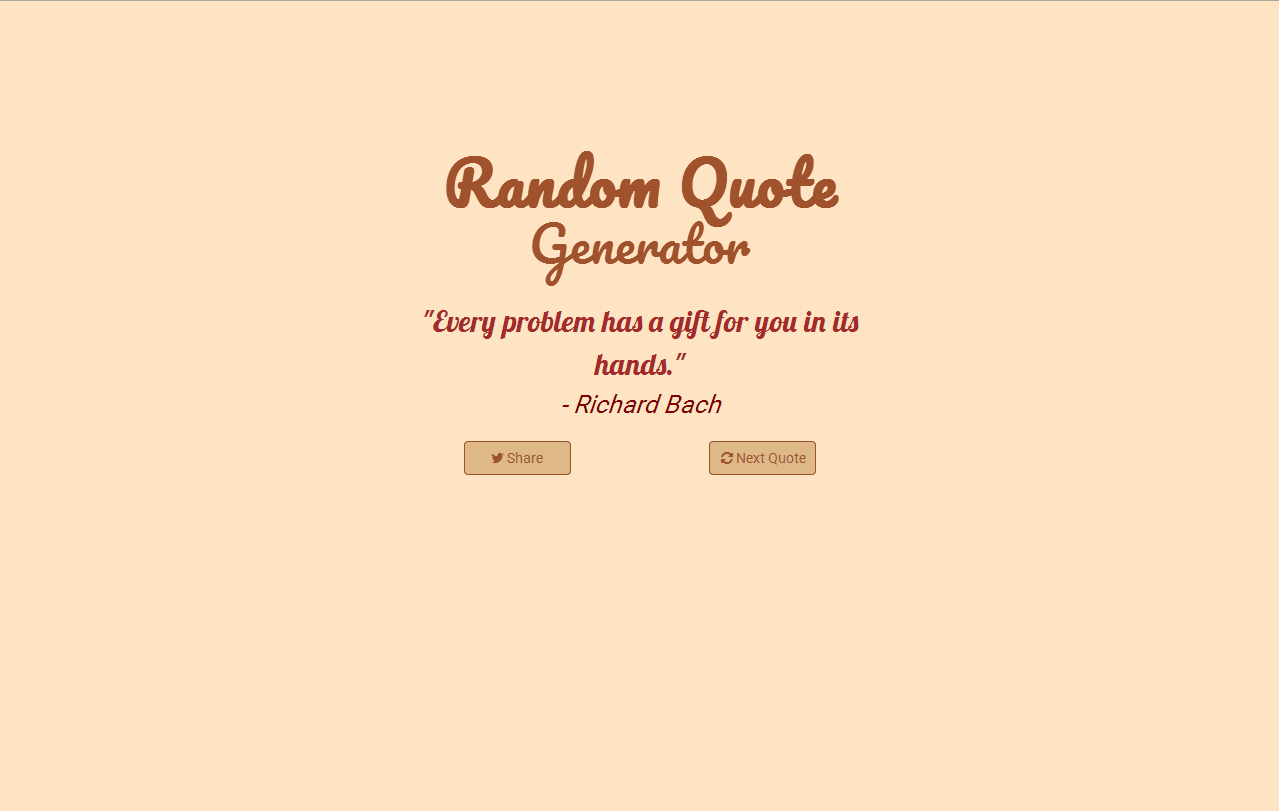 Random Quote
Generator
"Every problem has a gift for you in its
hands."
- Richard Bach
Share
Next Quote